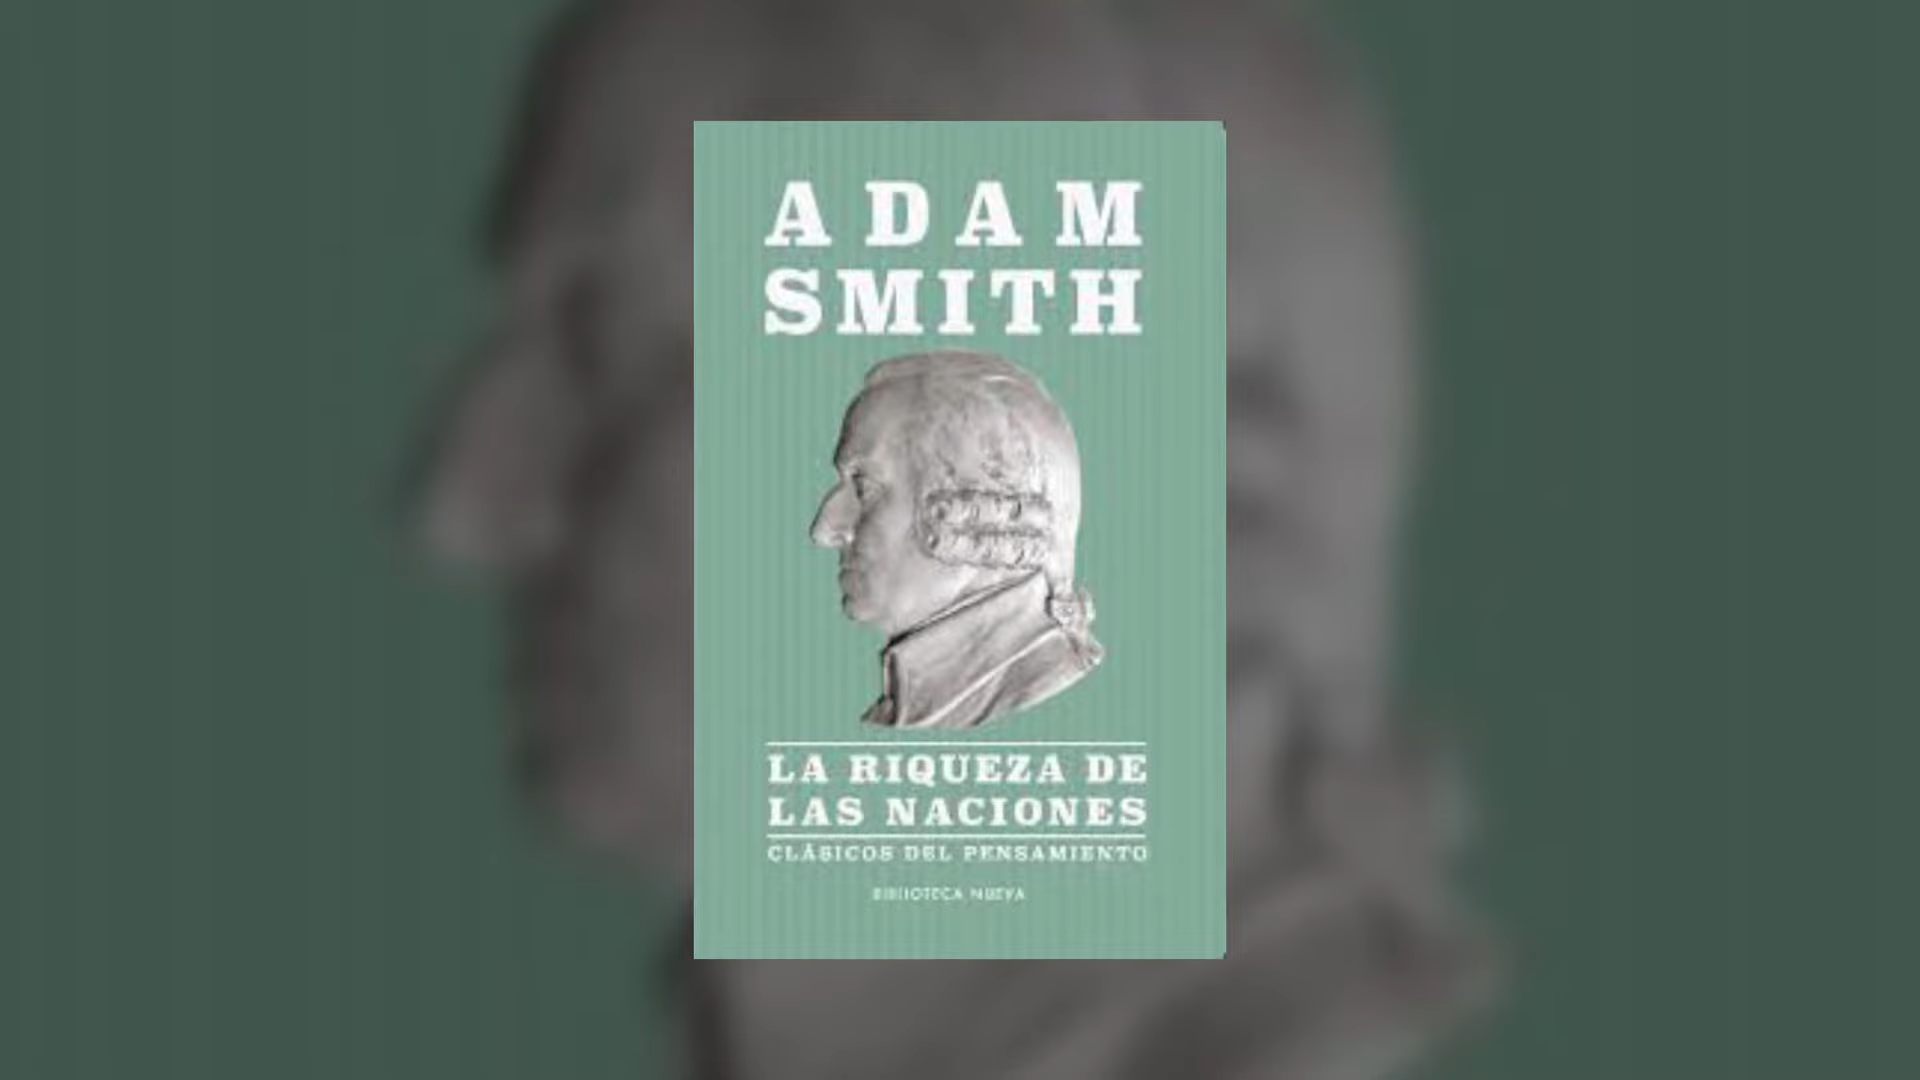 ADAM
SMITH
LA RIQUEZA DE
LAS NACIONES
CLÁSICOS DEL PENSAMIENTO
BIBLIOTECA NUEVA